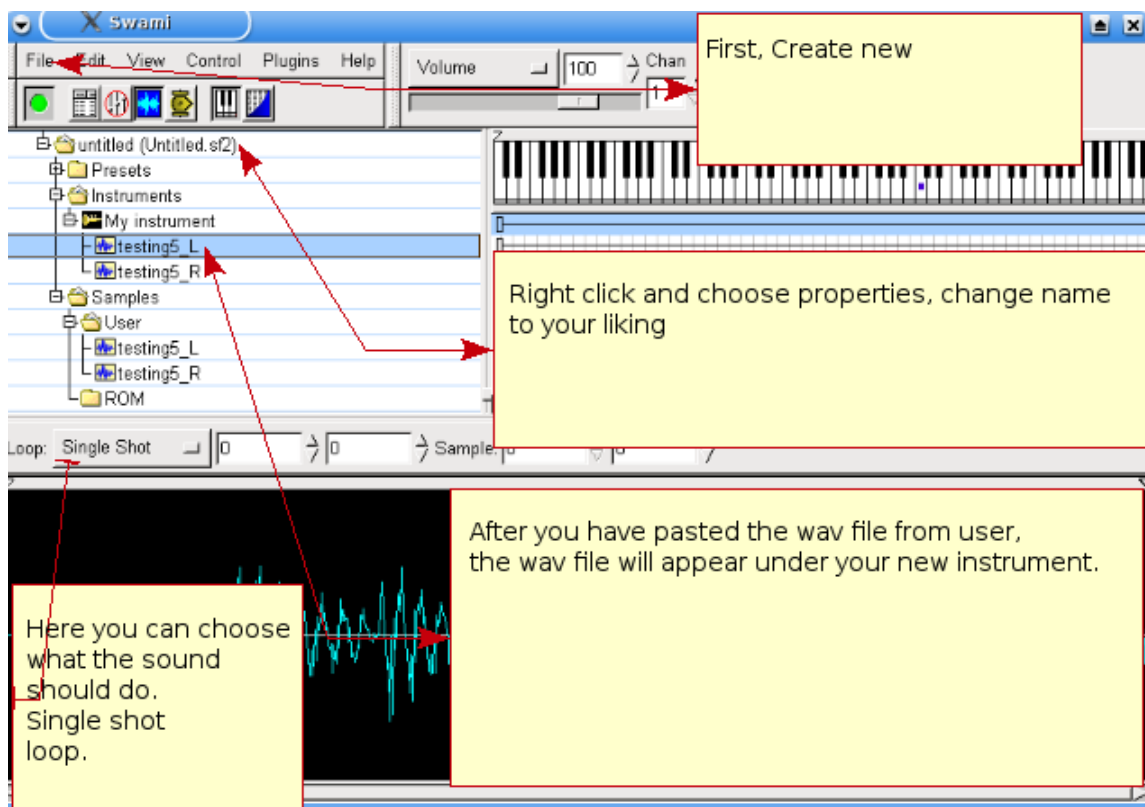 Swami
File Edit View Control Plugins Help
Volume 100 Chan
1
First, Create new
untitled (Untitled.sf2)
Presets
Instruments
My instrument
testing5_L
testing5_R
Samples
User
testing5_L
testing5_R
ROM
Right click and choose properties, change name
to your liking
Loop: Single Shot 0 0 Sample:
After you have pasted the wav file from user,
the wav file will appear under your new instrument.
Here you can choose
what the sound
should do.
Single shot
loop.